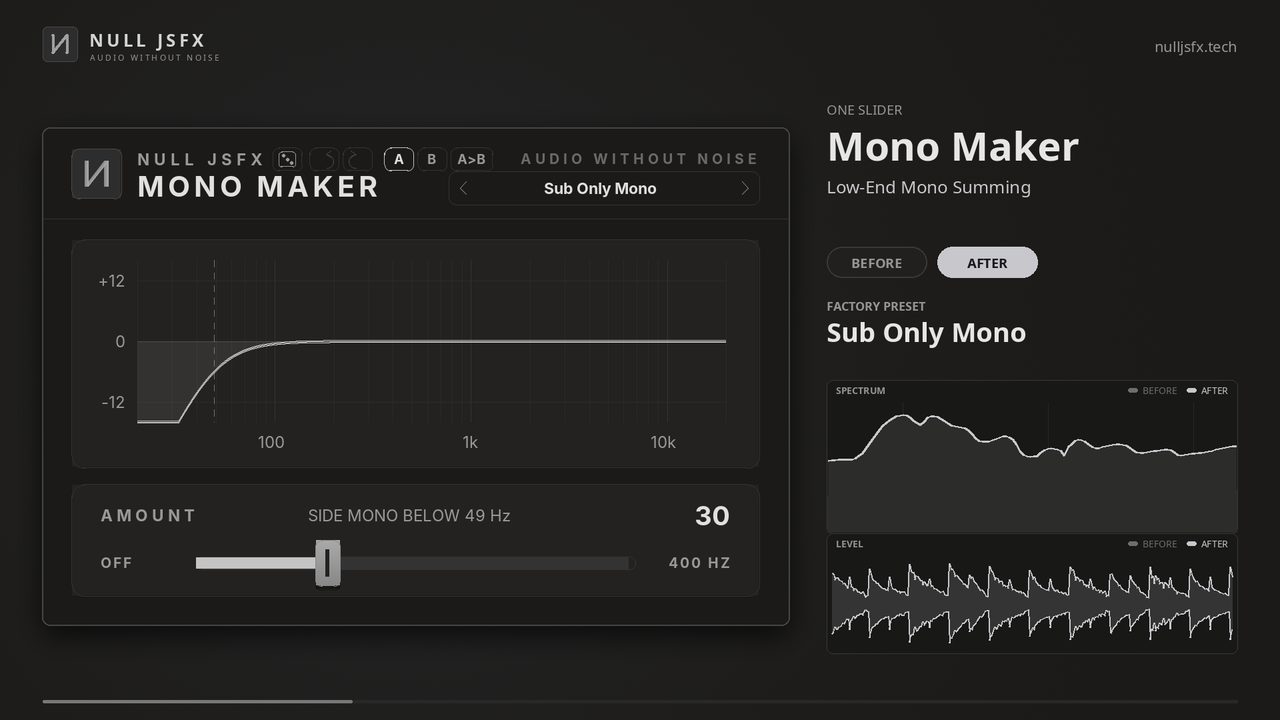 NULL JSFX
AUDIO WITHOUT NOISE
nulljsfx.tech
NULL JSFX
A
B
A>B
AUDIO WITHOUT NOISE
MONO MAKER
Sub Only Mono
+12
0
-12
100
1k
10k
AMOUNT
SIDE MONO BELOW 49 Hz
30
OFF
400 HZ
ONE SLIDER
Mono Maker
Low-End Mono Summing
BEFORE
AFTER
FACTORY PRESET
Sub Only Mono
SPECTRUM
BEFORE
AFTER
LEVEL
BEFORE
AFTER